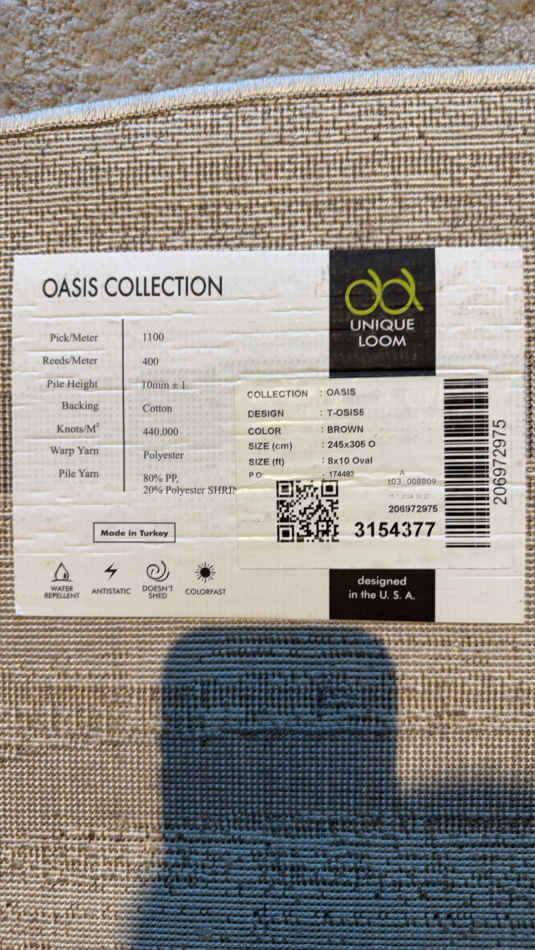 OASIS COLLECTION
UNIQUE
LOOM
Pick/Meter 1100
Reeds/Meter 400
Pile Height 10mm ± 1
Backing Cotton
Knots/M² 440.000
Warp Yarn Polyester
Pile Yarn 80% PP,
20% Polyester SHRIN
Made in Turkey
WATER
REPELLENT
ANTISTATIC
DOESN'T
SHED
COLORFAST
COLLECTION : OASIS
DESIGN : T-OSIS5
COLOR : BROWN
SIZE (cm) : 245x305 O
SIZE (ft) : 8x10 Oval
P.O : 174482
A
t03_008809
206972975
3154377
206972975
designed
in the U. S. A.